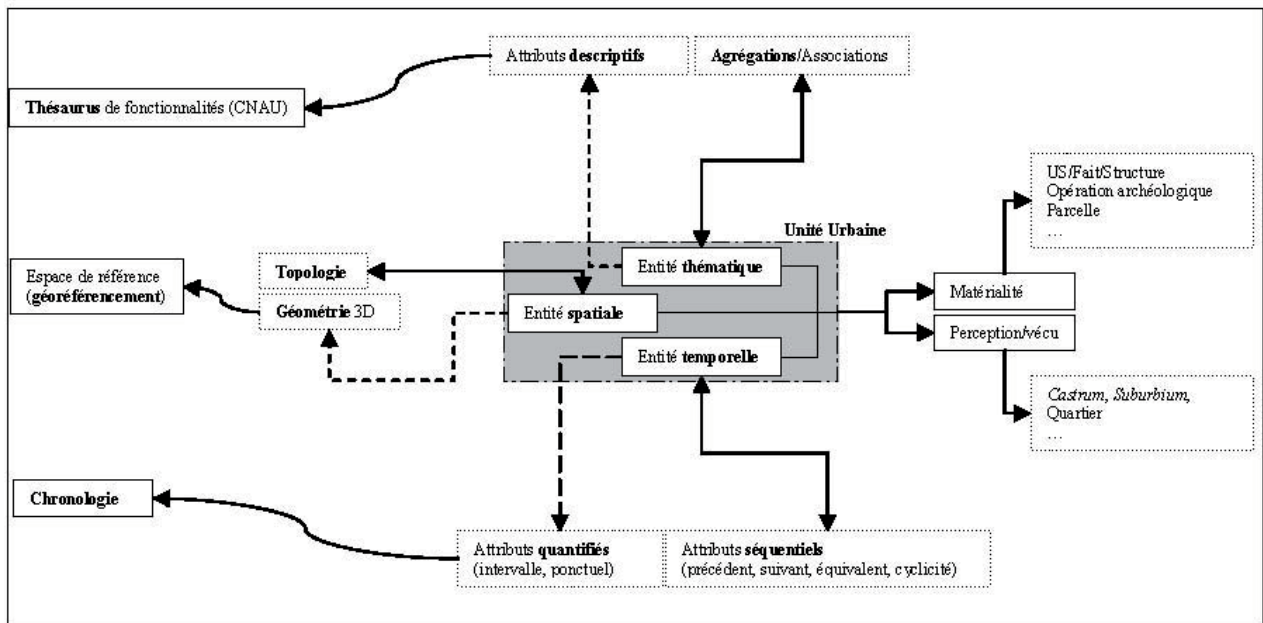 Attributs descriptifs
Agrégations/Associations
Thésaurus de fonctionnalités (CNAU)
US/Fait/Structure
Opération archéologique
Parcelle
…
Unité Urbaine
Entité thématique
Topologie
Espace de référence
(géoréférencement)
Géométrie 3D
Entité spatiale
Matérialité
Perception/vécu
Entité temporelle
Castrum, Suburbium,
Quartier
…
Chronologie
Attributs quantifiés
(intervalle, ponctuel)
Attributs séquentiels
(précédent, suivant, équivalent, cyclicité)